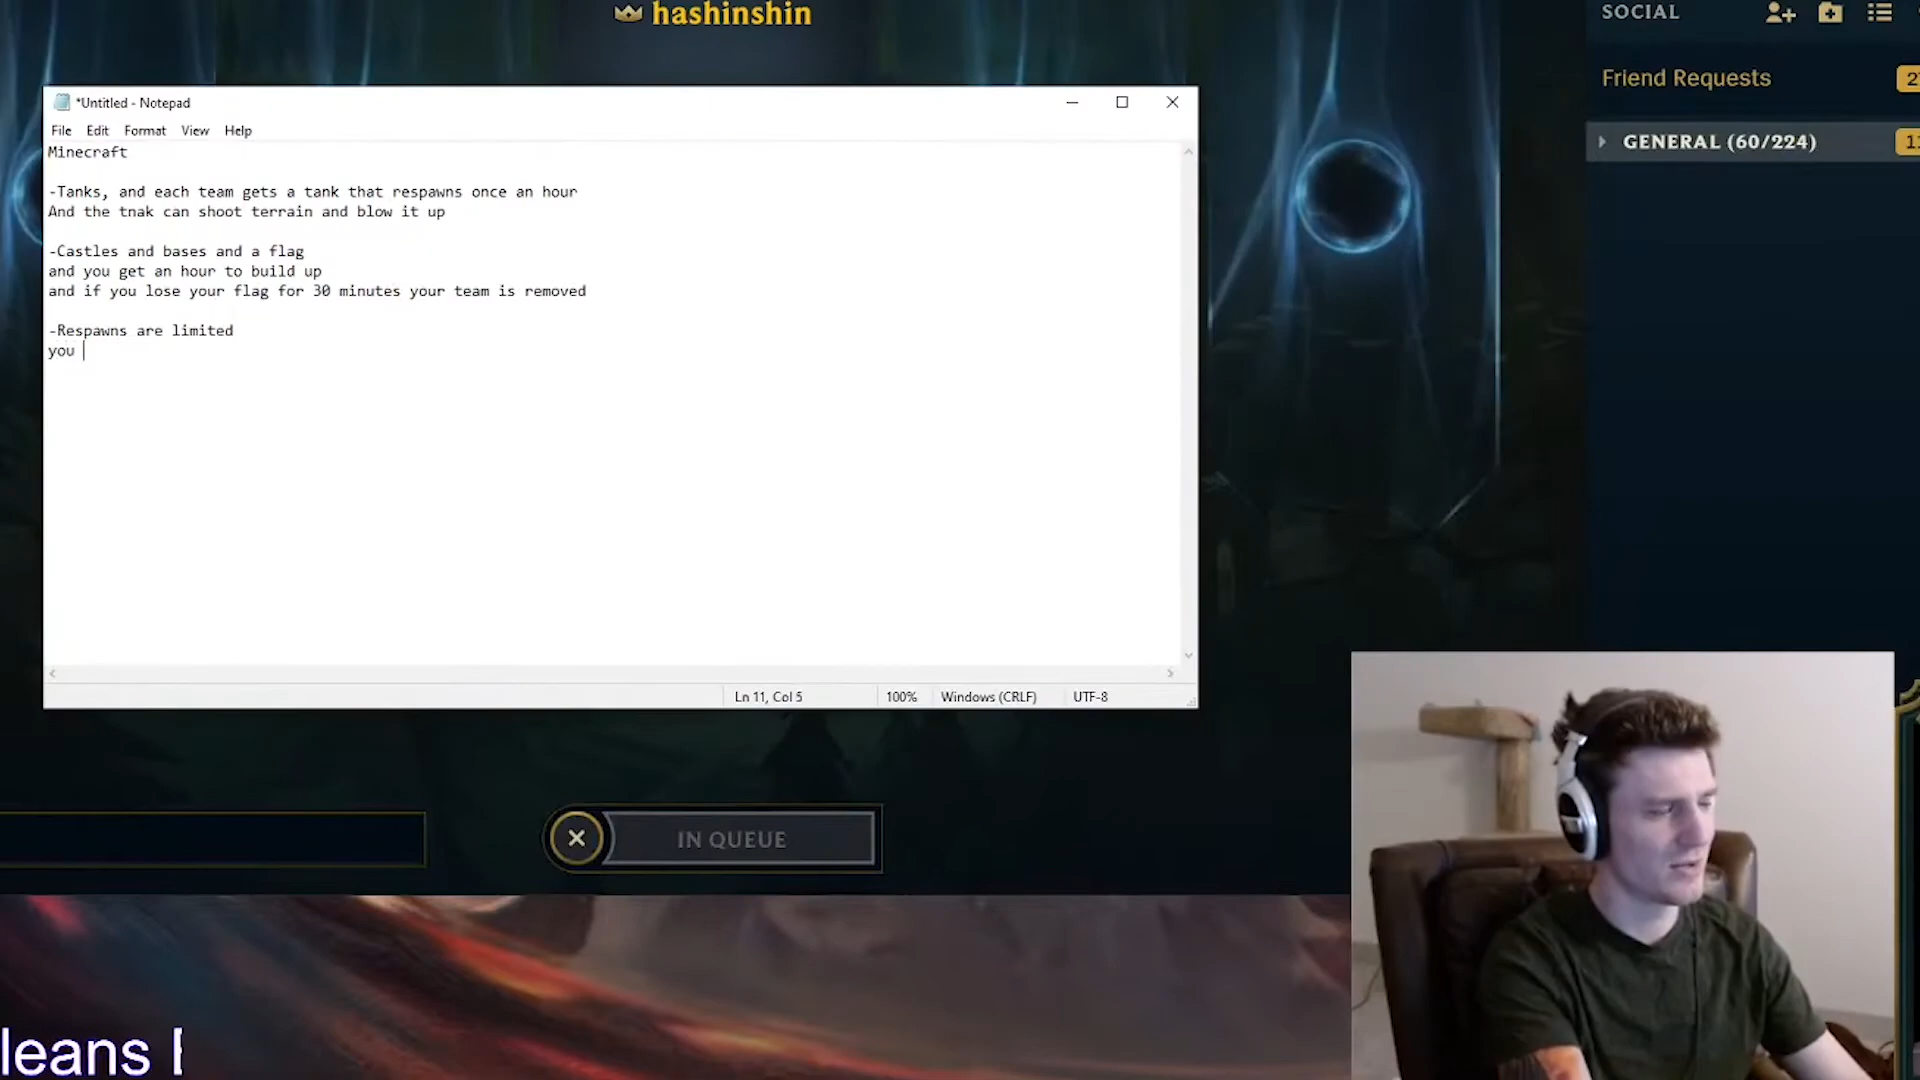 hashinshin
SOCIAL
Friend Requests
GENERAL (60/224)
*Untitled - Notepad
File Edit Format View Help
Minecraft
-Tanks, and each team gets a tank that respawns once an hour
And the tnak can shoot terrain and blow it up
-Castles and bases and a flag
and you get an hour to build up
and if you lose your flag for 30 minutes your team is removed
-Respawns are limited
you
Ln 11, Col 5 100% Windows (CRLF) UTF-8
IN QUEUE
leans